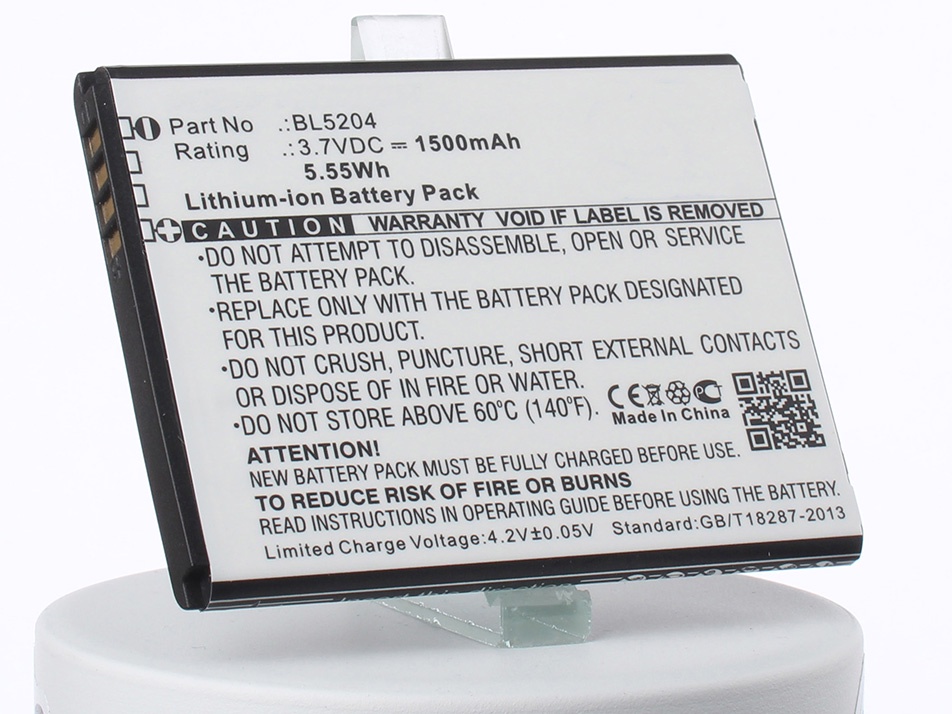 Part No .:BL5204
Rating .:3.7VDC ⎓ 1500mAh
5.55Wh
Lithium-ion Battery Pack
CAUTION WARRANTY VOID IF LABEL IS REMOVED
•DO NOT ATTEMPT TO DISASSEMBLE, OPEN OR SERVICE
THE BATTERY PACK.
•REPLACE ONLY WITH THE BATTERY PACK DESIGNATED
FOR THIS PRODUCT.
•DO NOT CRUSH, PUNCTURE, SHORT EXTERNAL CONTACTS
OR DISPOSE IN FIRE OR WATER.
•DO NOT STORE ABOVE 60°C (140°F).
CE
Made In China
ATTENTION!
NEW BATTERY PACK MUST BE FULLY CHARGED BEFORE USE.
TO REDUCE RISK OF FIRE OR BURNS
READ INSTRUCTIONS IN OPERATING GUIDE BEFORE USING THE BATTERY.
Limited Charge Voltage:4.2V±0.05V Standard:GB/T18287-2013